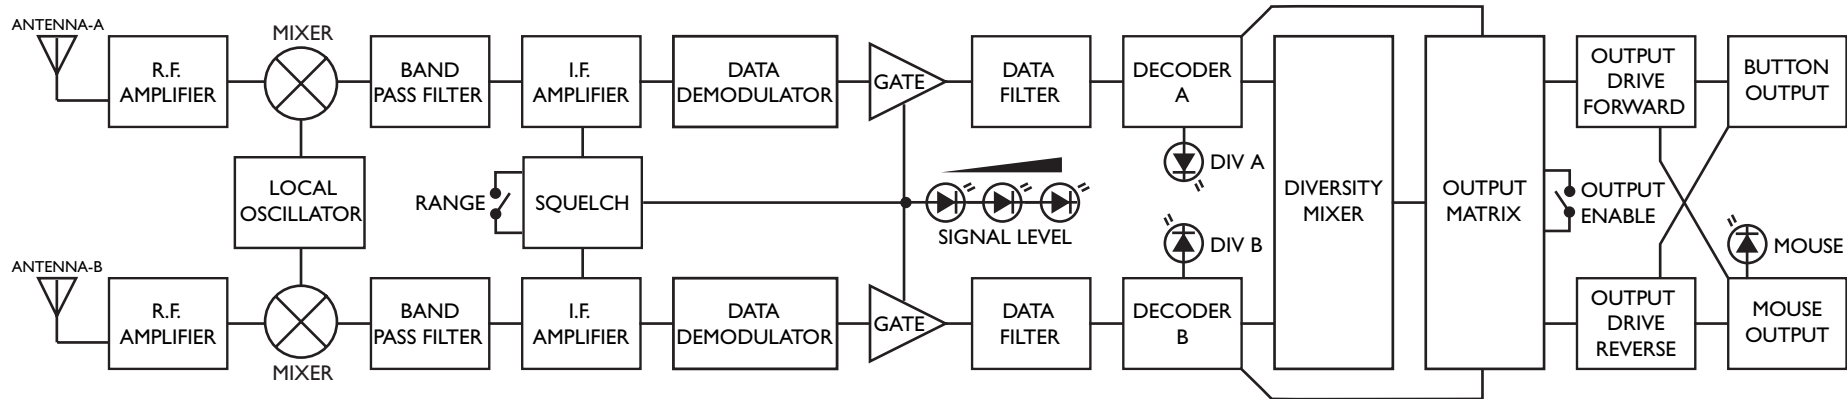 ANTENNA-A
MIXER
R.F.
AMPLIFIER
BAND
PASS FILTER
I.F.
AMPLIFIER
DATA
DEMODULATOR
GATE
DATA
FILTER
DECODER
A
OUTPUT
DRIVE
FORWARD
BUTTON
OUTPUT
LOCAL
OSCILLATOR
RANGE
SQUELCH
SIGNAL LEVEL
DIV A
DIV B
DIVERSITY
MIXER
OUTPUT
MATRIX
OUTPUT
ENABLE
MOUSE
ANTENNA-B
R.F.
AMPLIFIER
MIXER
BAND
PASS FILTER
I.F.
AMPLIFIER
DATA
DEMODULATOR
GATE
DATA
FILTER
DECODER
B
OUTPUT
DRIVE
REVERSE
MOUSE
OUTPUT